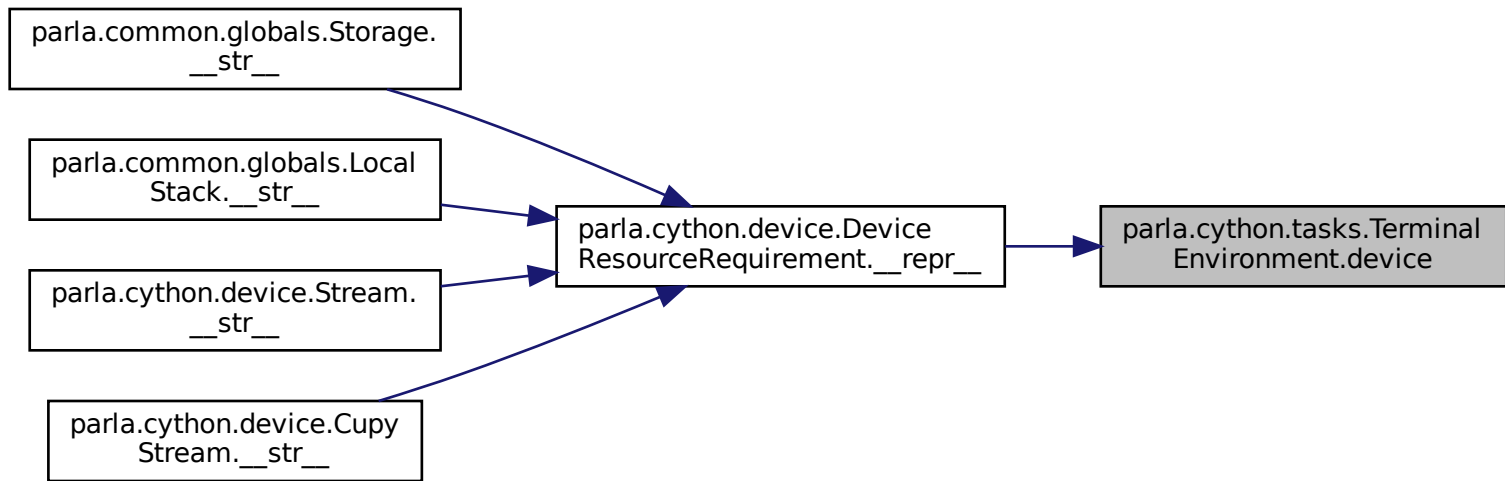 parla.common.globals.Storage.
__str__
parla.common.globals.Local
Stack.__str__
parla.cython.device.Stream.
__str__
parla.cython.device.Cupy
Stream.__str__
parla.cython.device.Device
ResourceRequirement.__repr__
parla.cython.tasks.Terminal
Environment.device